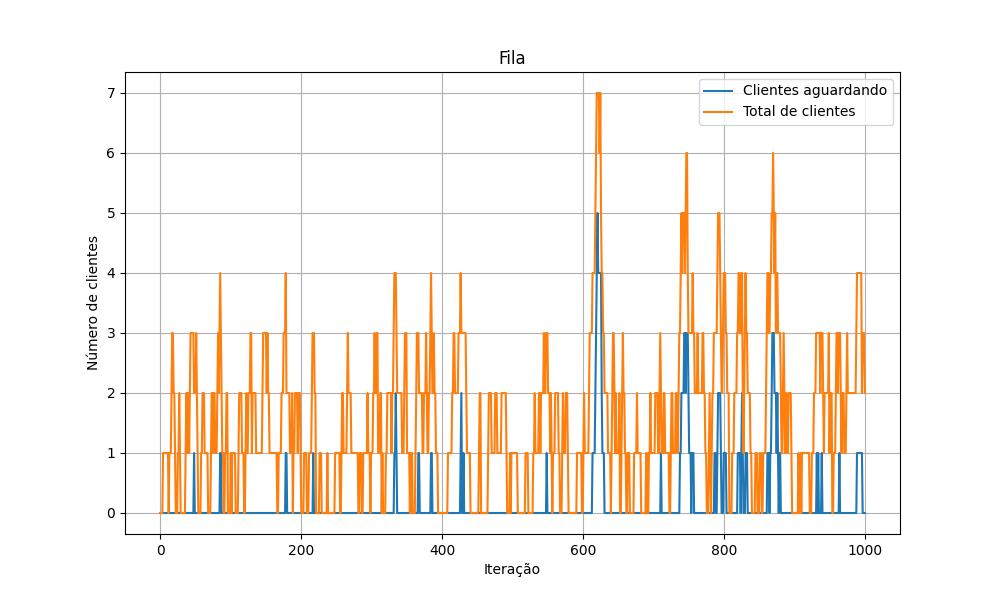 Fila
Clientes aguardando
Total de clientes
Número de clientes
7
6
5
4
3
2
1
0
0 200 400 600 800 1000
Iteração